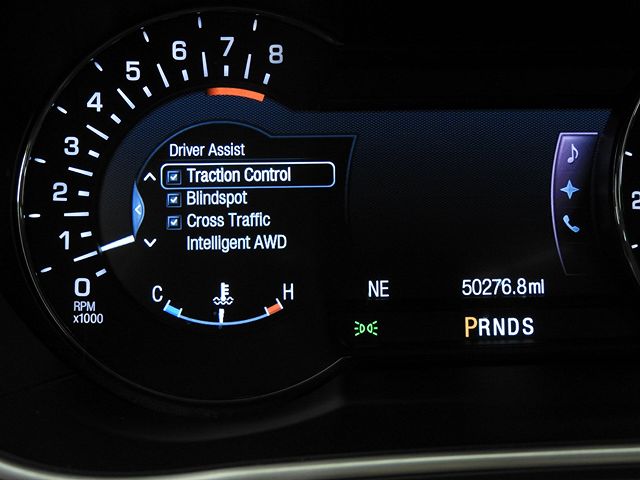 8
7
6
5
4
3
2
1
0
RPM
x1000
Driver Assist
Traction Control
Blindspot
Cross Traffic
Intelligent AWD
C H
NE 50276.8mi
PRNDS
2